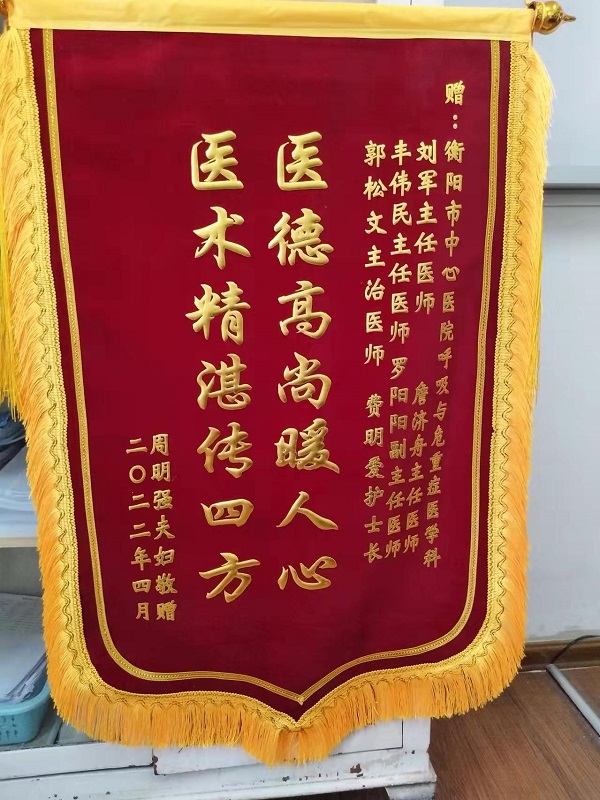 赠：衡阳市中心医院呼吸与危重症医学科
刘军主任医师 詹济舟主任医师
丰伟民主任医师 罗阳阳副主任医师
郭松文主治医师 费明爱护士长
医德高尚暖人心
医术精湛传四方
周明强夫妇敬赠
二〇二二年四月